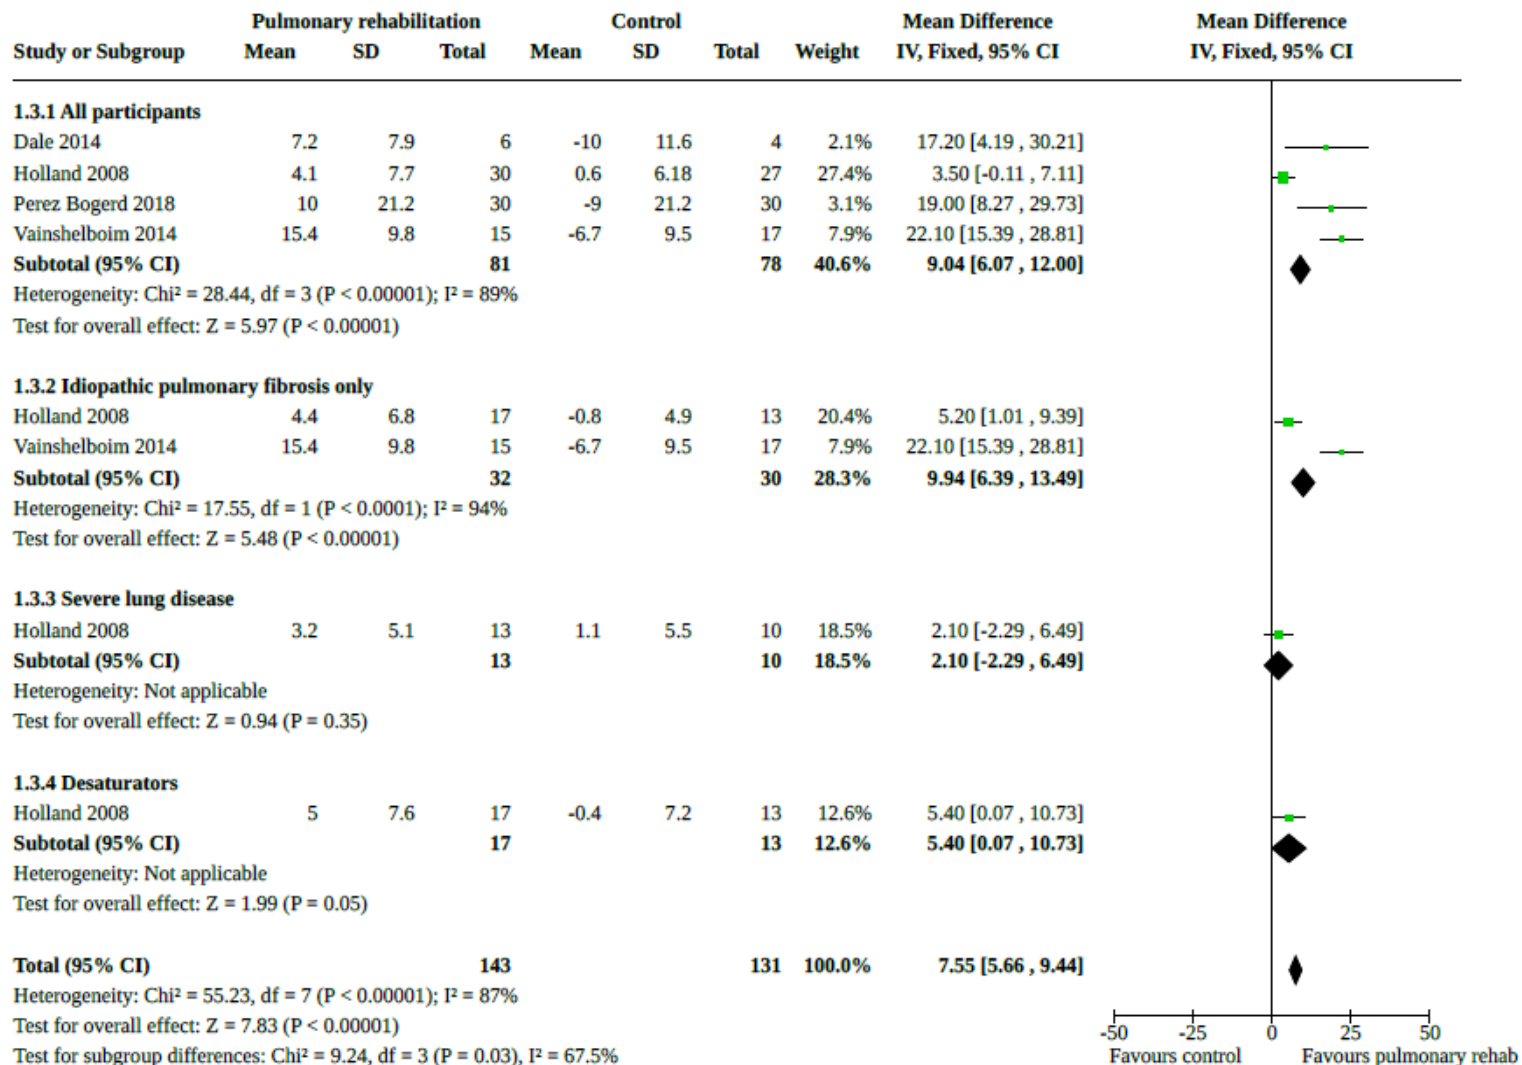 Pulmonary rehabilitation Control Mean Difference Mean Difference
Study or Subgroup Mean SD Total Mean SD Total Weight IV, Fixed, 95% CI IV, Fixed, 95% CI
1.3.1 All participants
Dale 2014 7.2 7.9 6 -10 11.6 4 2.1% 17.20 [4.19 , 30.21]
Holland 2008 4.1 7.7 30 0.6 6.18 27 27.4% 3.50 [-0.11 , 7.11]
Perez Bogerd 2018 10 21.2 30 -9 21.2 30 3.1% 19.00 [8.27 , 29.73]
Vainshelboim 2014 15.4 9.8 15 -6.7 9.5 17 7.9% 22.10 [15.39 , 28.81]
Subtotal (95% CI) 81 78 40.6% 9.04 [6.07 , 12.00]
Heterogeneity: Chi² = 28.44, df = 3 (P < 0.00001); I² = 89%
Test for overall effect: Z = 5.97 (P < 0.00001)
1.3.2 Idiopathic pulmonary fibrosis only
Holland 2008 4.4 6.8 17 -0.8 4.9 13 20.4% 5.20 [1.01 , 9.39]
Vainshelboim 2014 15.4 9.8 15 -6.7 9.5 17 7.9% 22.10 [15.39 , 28.81]
Subtotal (95% CI) 32 30 28.3% 9.94 [6.39 , 13.49]
Heterogeneity: Chi² = 17.55, df = 1 (P < 0.0001); I² = 94%
Test for overall effect: Z = 5.48 (P < 0.00001)
1.3.3 Severe lung disease
Holland 2008 3.2 5.1 13 1.1 5.5 10 18.5% 2.10 [-2.29 , 6.49]
Subtotal (95% CI) 13 10 18.5% 2.10 [-2.29 , 6.49]
Heterogeneity: Not applicable
Test for overall effect: Z = 0.94 (P = 0.35)
1.3.4 Desaturators
Holland 2008 5 7.6 17 -0.4 7.2 13 12.6% 5.40 [0.07 , 10.73]
Subtotal (95% CI) 17 13 12.6% 5.40 [0.07 , 10.73]
Heterogeneity: Not applicable
Test for overall effect: Z = 1.99 (P = 0.05)
Total (95% CI) 143 131 100.0% 7.55 [5.66 , 9.44]
Heterogeneity: Chi² = 55.23, df = 7 (P < 0.00001); I² = 87%
Test for overall effect: Z = 7.83 (P < 0.00001)
Test for subgroup differences: Chi² = 9.24, df = 3 (P = 0.03), I² = 67.5%
-50 -25 0 25 50
Favours control Favours pulmonary rehab